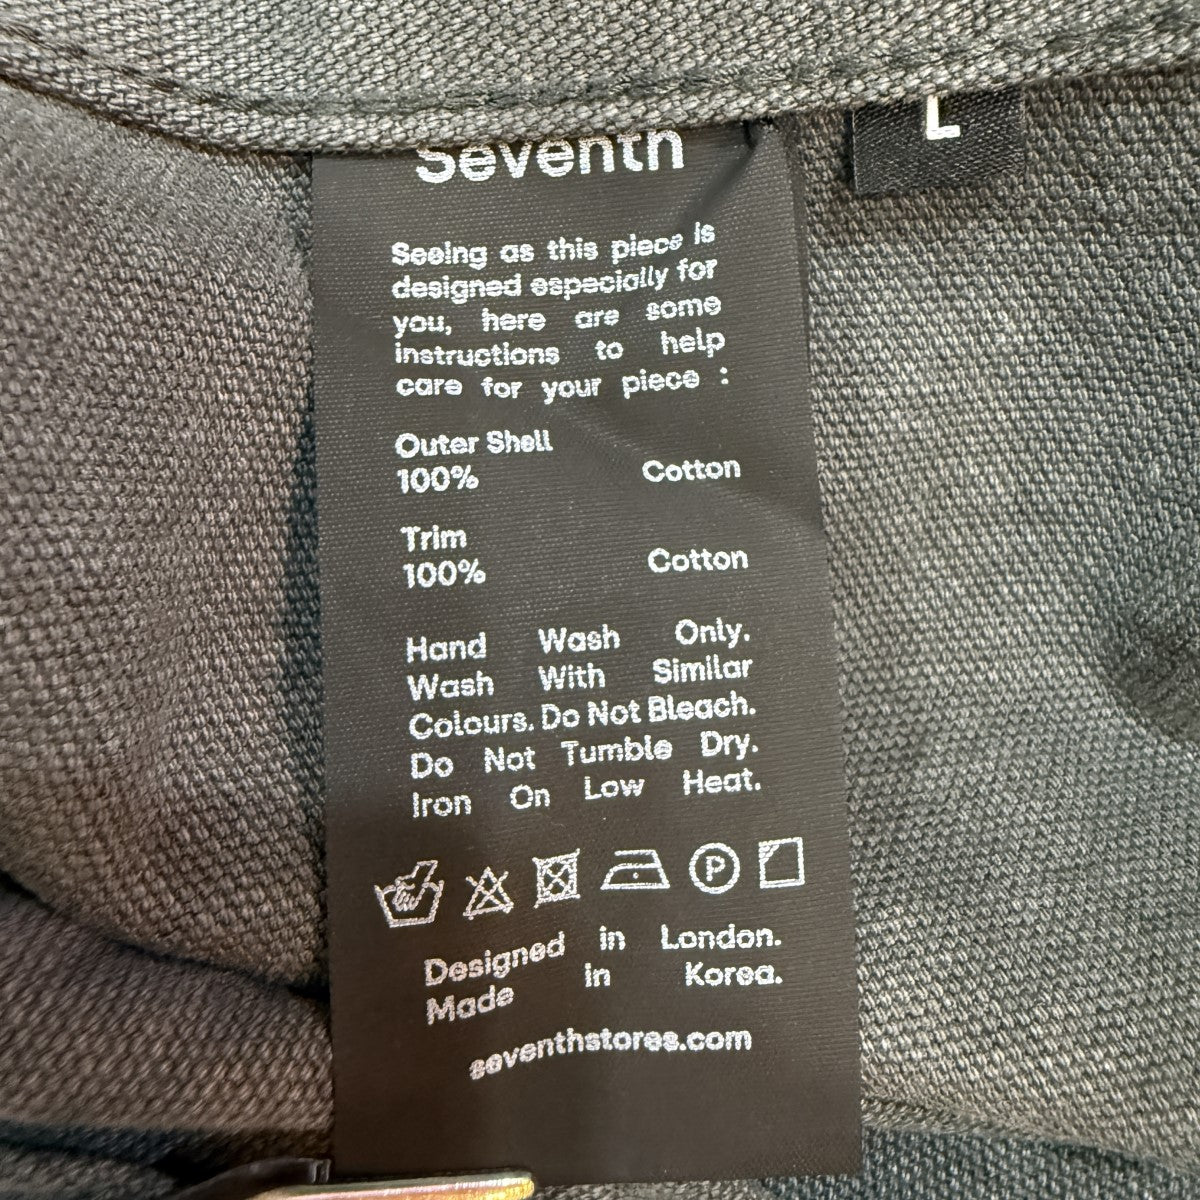 Seventh
L
Seeing as this piece is
designed especially for
you, here are some
instructions to help
care for your piece :
Outer Shell
100% Cotton
Trim
100% Cotton
Hand Wash Only.
Wash With Similar
Colours. Do Not Bleach.
Do Not Tumble Dry.
Iron On Low Heat.
P
Designed in London.
Made in Korea.
seventhstores.com